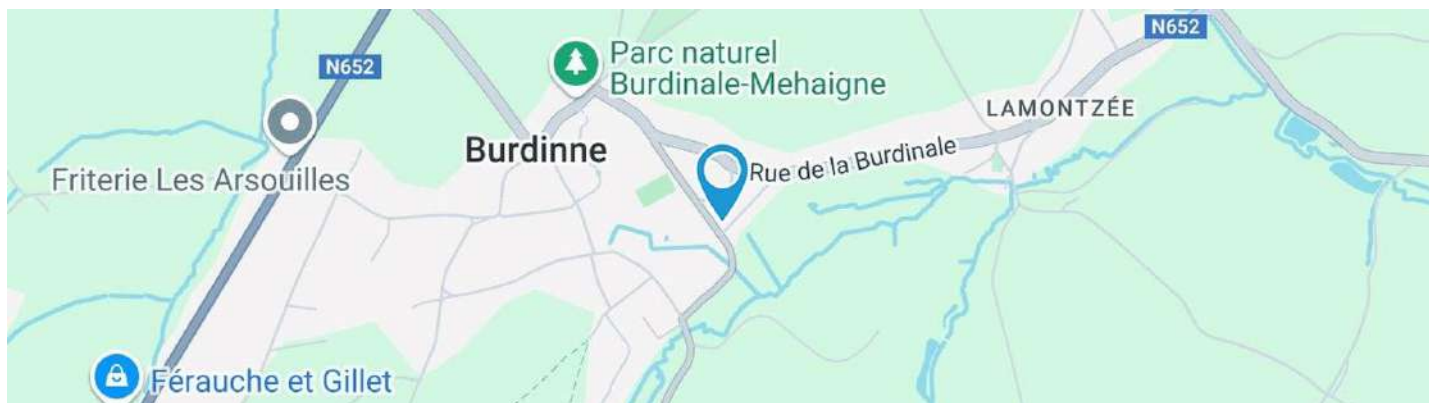 N652
N652
Parc naturel
Burdinale-Mehaigne
LAMONTZÉE
Burdinne
Rue de la Burdinale
Friterie Les Arsouilles
Férauche et Gillet